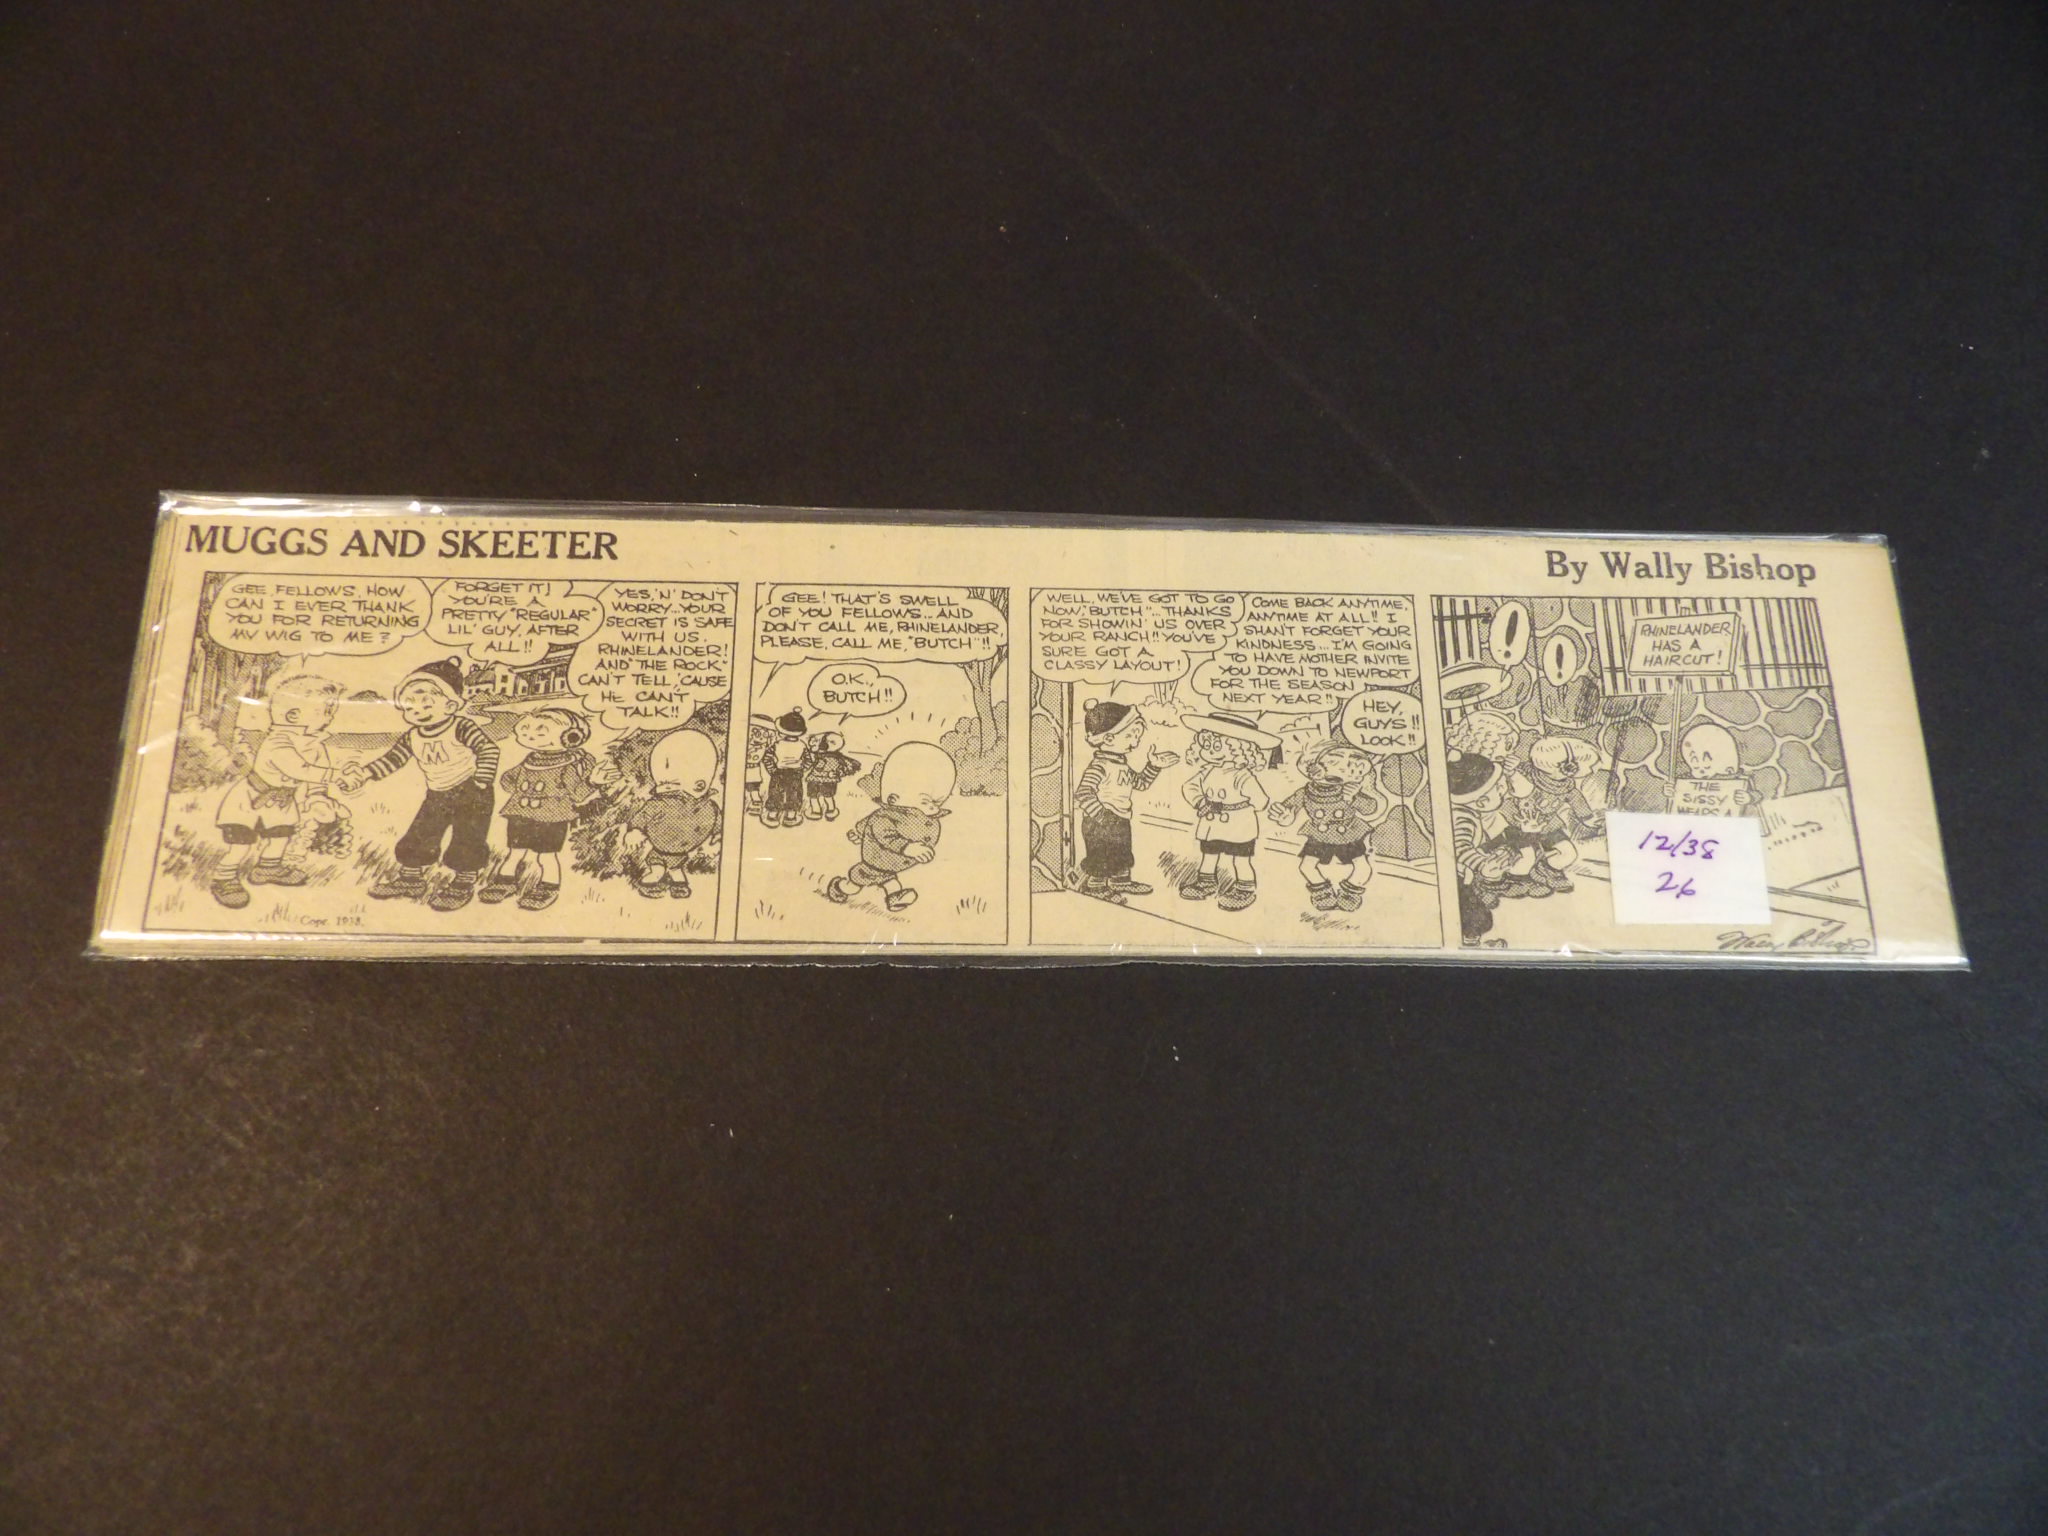 MUGGS AND SKEETER
By Wally Bishop
GEE, FELLOWS, HOW
CAN I EVER THANK
YOU FOR RETURNING
MY WIG TO ME?
FORGET IT!
YOU'RE A
PRETTY "REGULAR"
LIL' GUY, AFTER
ALL!!
YES, 'N' DON'T
WORRY.. YOUR
SECRET IS SAFE
WITH US,
RHINELANDER!
AND "THE ROCK"
CAN'T TELL, 'CAUSE
HE CAN'T
TALK!!
M
Copr. 1938.
GEE! THAT'S SWELL
OF YOU FELLOWS... AND
DON'T CALL ME, RHINELANDER,
PLEASE, CALL ME, "BUTCH"!!
O.K.,
BUTCH!!
WELL, WE'VE GOT TO GO
NOW, "BUTCH"... THANKS
FOR SHOWIN' US OVER
YOUR RANCH!! YOU'VE
SURE GOT A
CLASSY LAYOUT!
COME BACK ANYTIME,
ANYTIME AT ALL!! I
SHAN'T FORGET YOUR
KINDNESS... I'M GOING
TO HAVE MOTHER INVITE
YOU DOWN TO NEWPORT
FOR THE SEASON
NEXT YEAR!!
HEY,
GUYS!!
LOOK!!
M
!
!
RHINELANDER
HAS A
HAIRCUT!
THE
SISSY
WEARS A
12/38
26
Wally Bishop